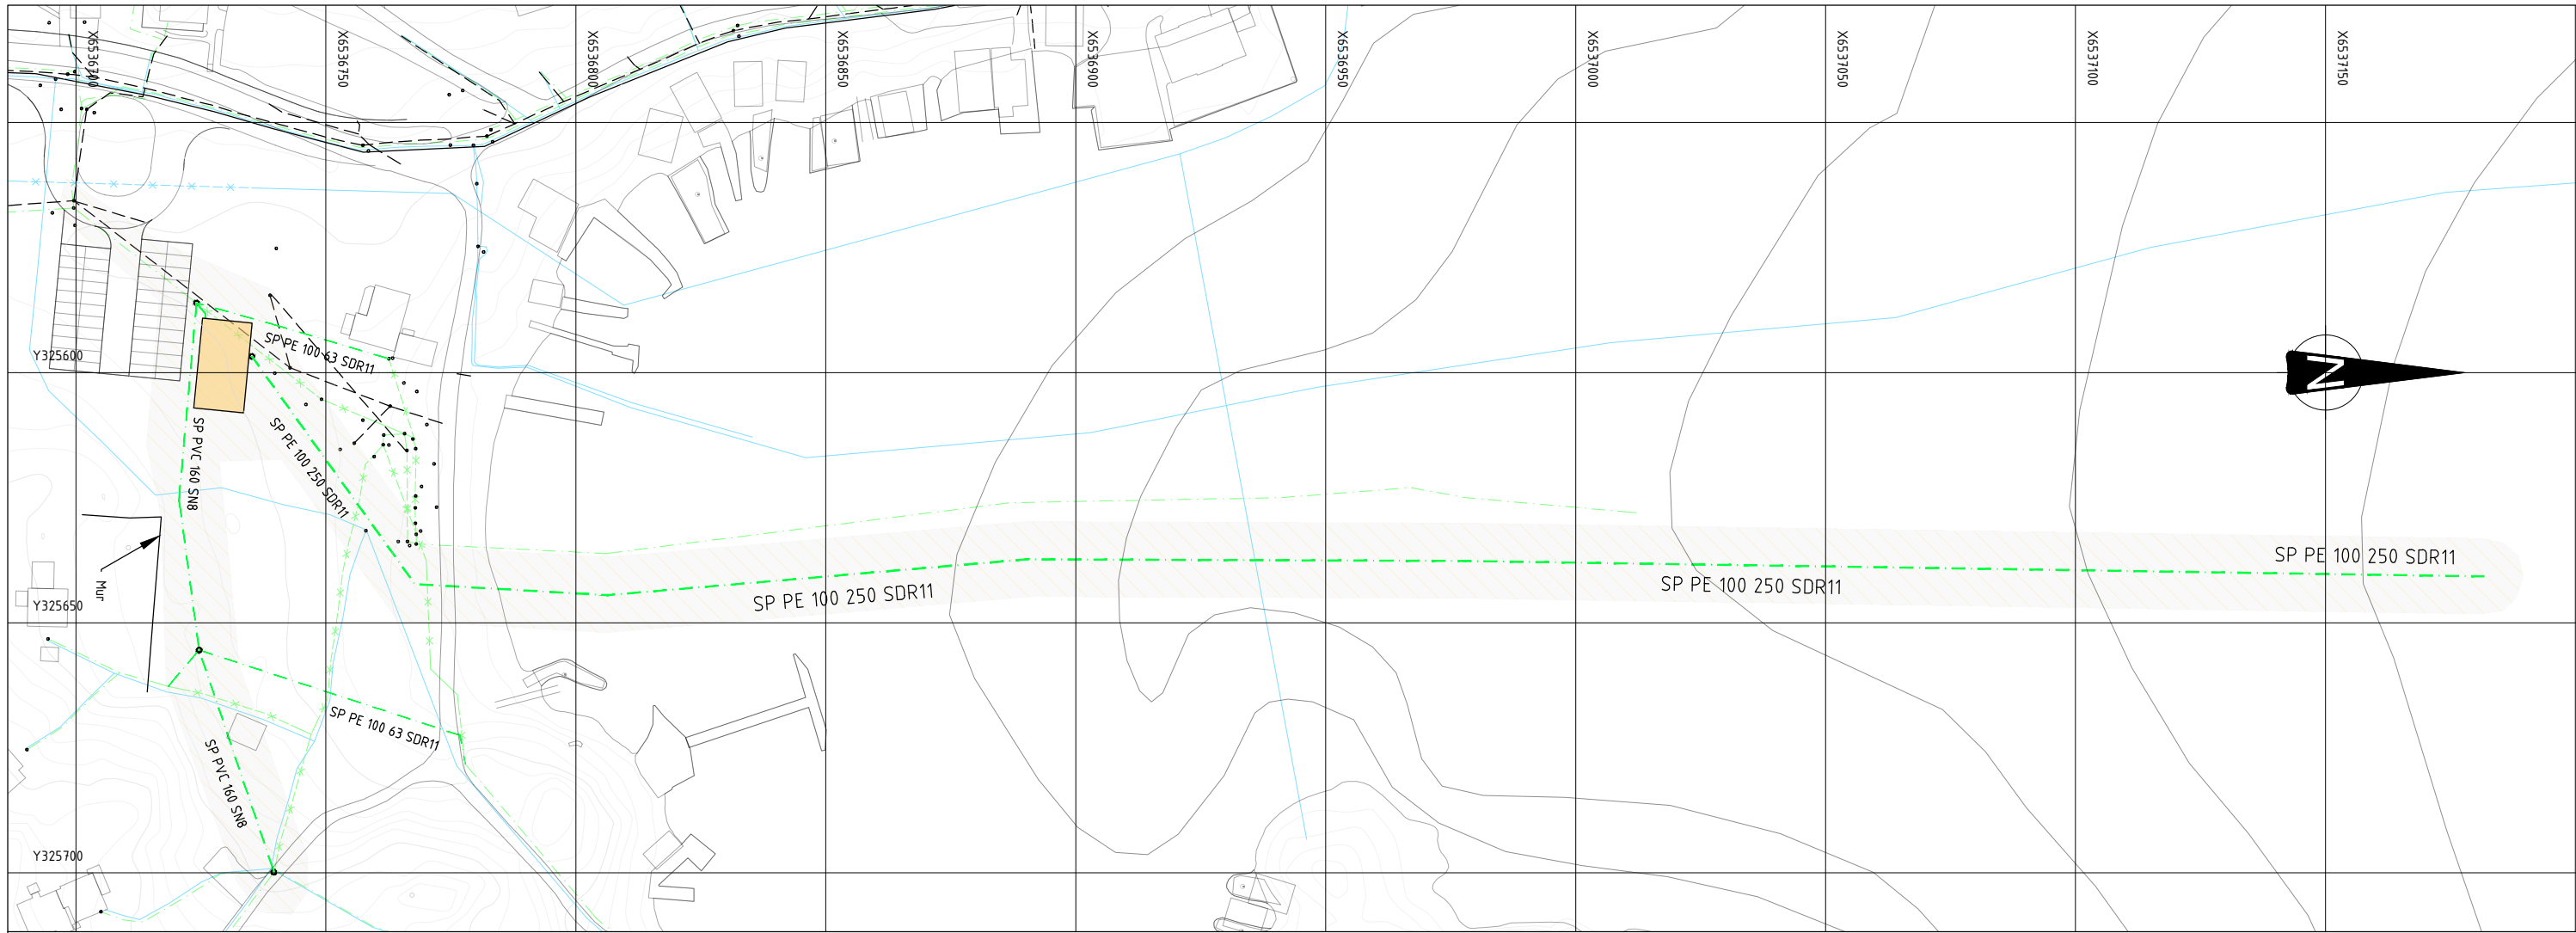 X6536700
X6536750
X6536800
X6536850
X6536900
X6536950
X6537000
X6537050
X6537100
X6537150
Y325600
SP PE 100 63 SDR11
N
SP PVC 160 SN8
SP PE 100 250 SDR11
SP PE 100 250 SDR11
SP PE 100 250 SDR11
SP PE 100 250 SDR11
Mur
Y325650
SP PE 100 63 SDR11
SP PVC 160 SN8
Y325700